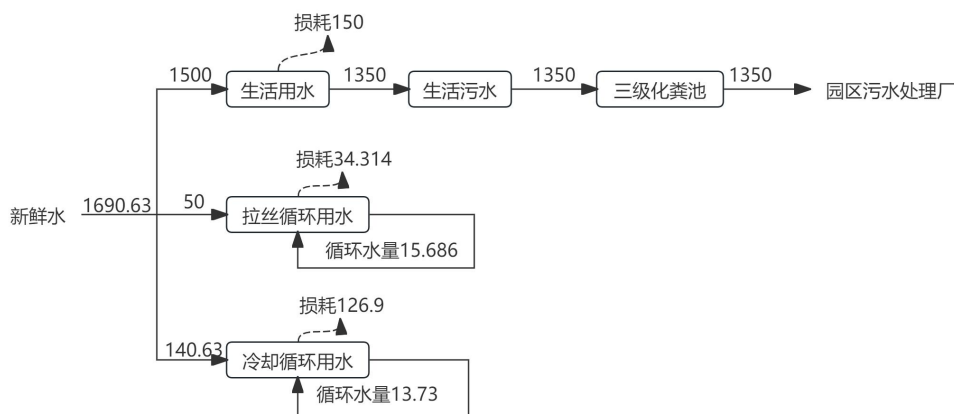 损耗150
1500
生活用水
1350
生活污水
1350
三级化粪池
1350
园区污水处理厂
损耗34.314
新鲜水
1690.63
50
拉丝循环用水
循环水量15.686
损耗126.9
140.63
冷却循环用水
循环水量13.73